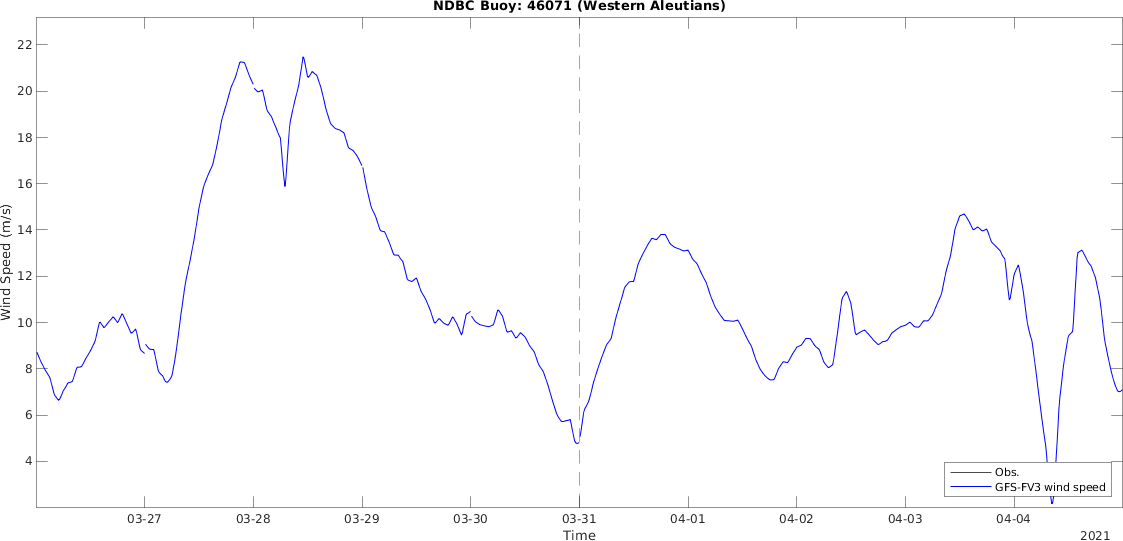 NDBC Buoy: 46071 (Western Aleutians)
22
20
18
16
14
12
10
8
6
4
Wind Speed (m/s)
Obs.
GFS-FV3 wind speed
03-27 03-28 03-29 03-30 03-31 04-01 04-02 04-03 04-04
Time
2021